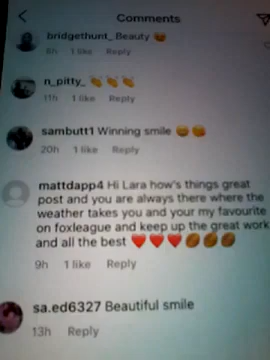 Comments
bridgehunt_ Beauty 😊
8h 1 like Reply
n_pitty_ 👏👏👏
11h 1 like Reply
sambutt1 Winning smile 😄👏
20h 1 like Reply
mattdapp4 Hi Lara how's things great
post and you are always there where the
weather takes you and your my favourite
on foxleague and keep up the great work
and all the best ❤️❤️❤️🏉🏉🏉
9h 1 like Reply
sa.ed6327 Beautiful smile
13h Reply